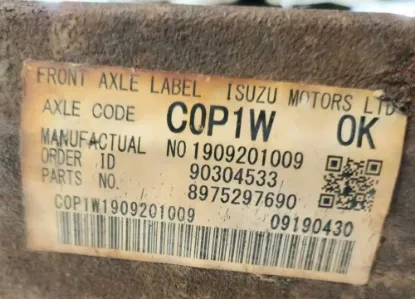 FRONT AXLE LABEL ISUZU MOTORS LTD
AXLE CODE C0P1W OK
MANUFACTUAL NO 1909201009
ORDER ID 90304533
PARTS NO. 8975297690
C0P1W1909201009 09190430